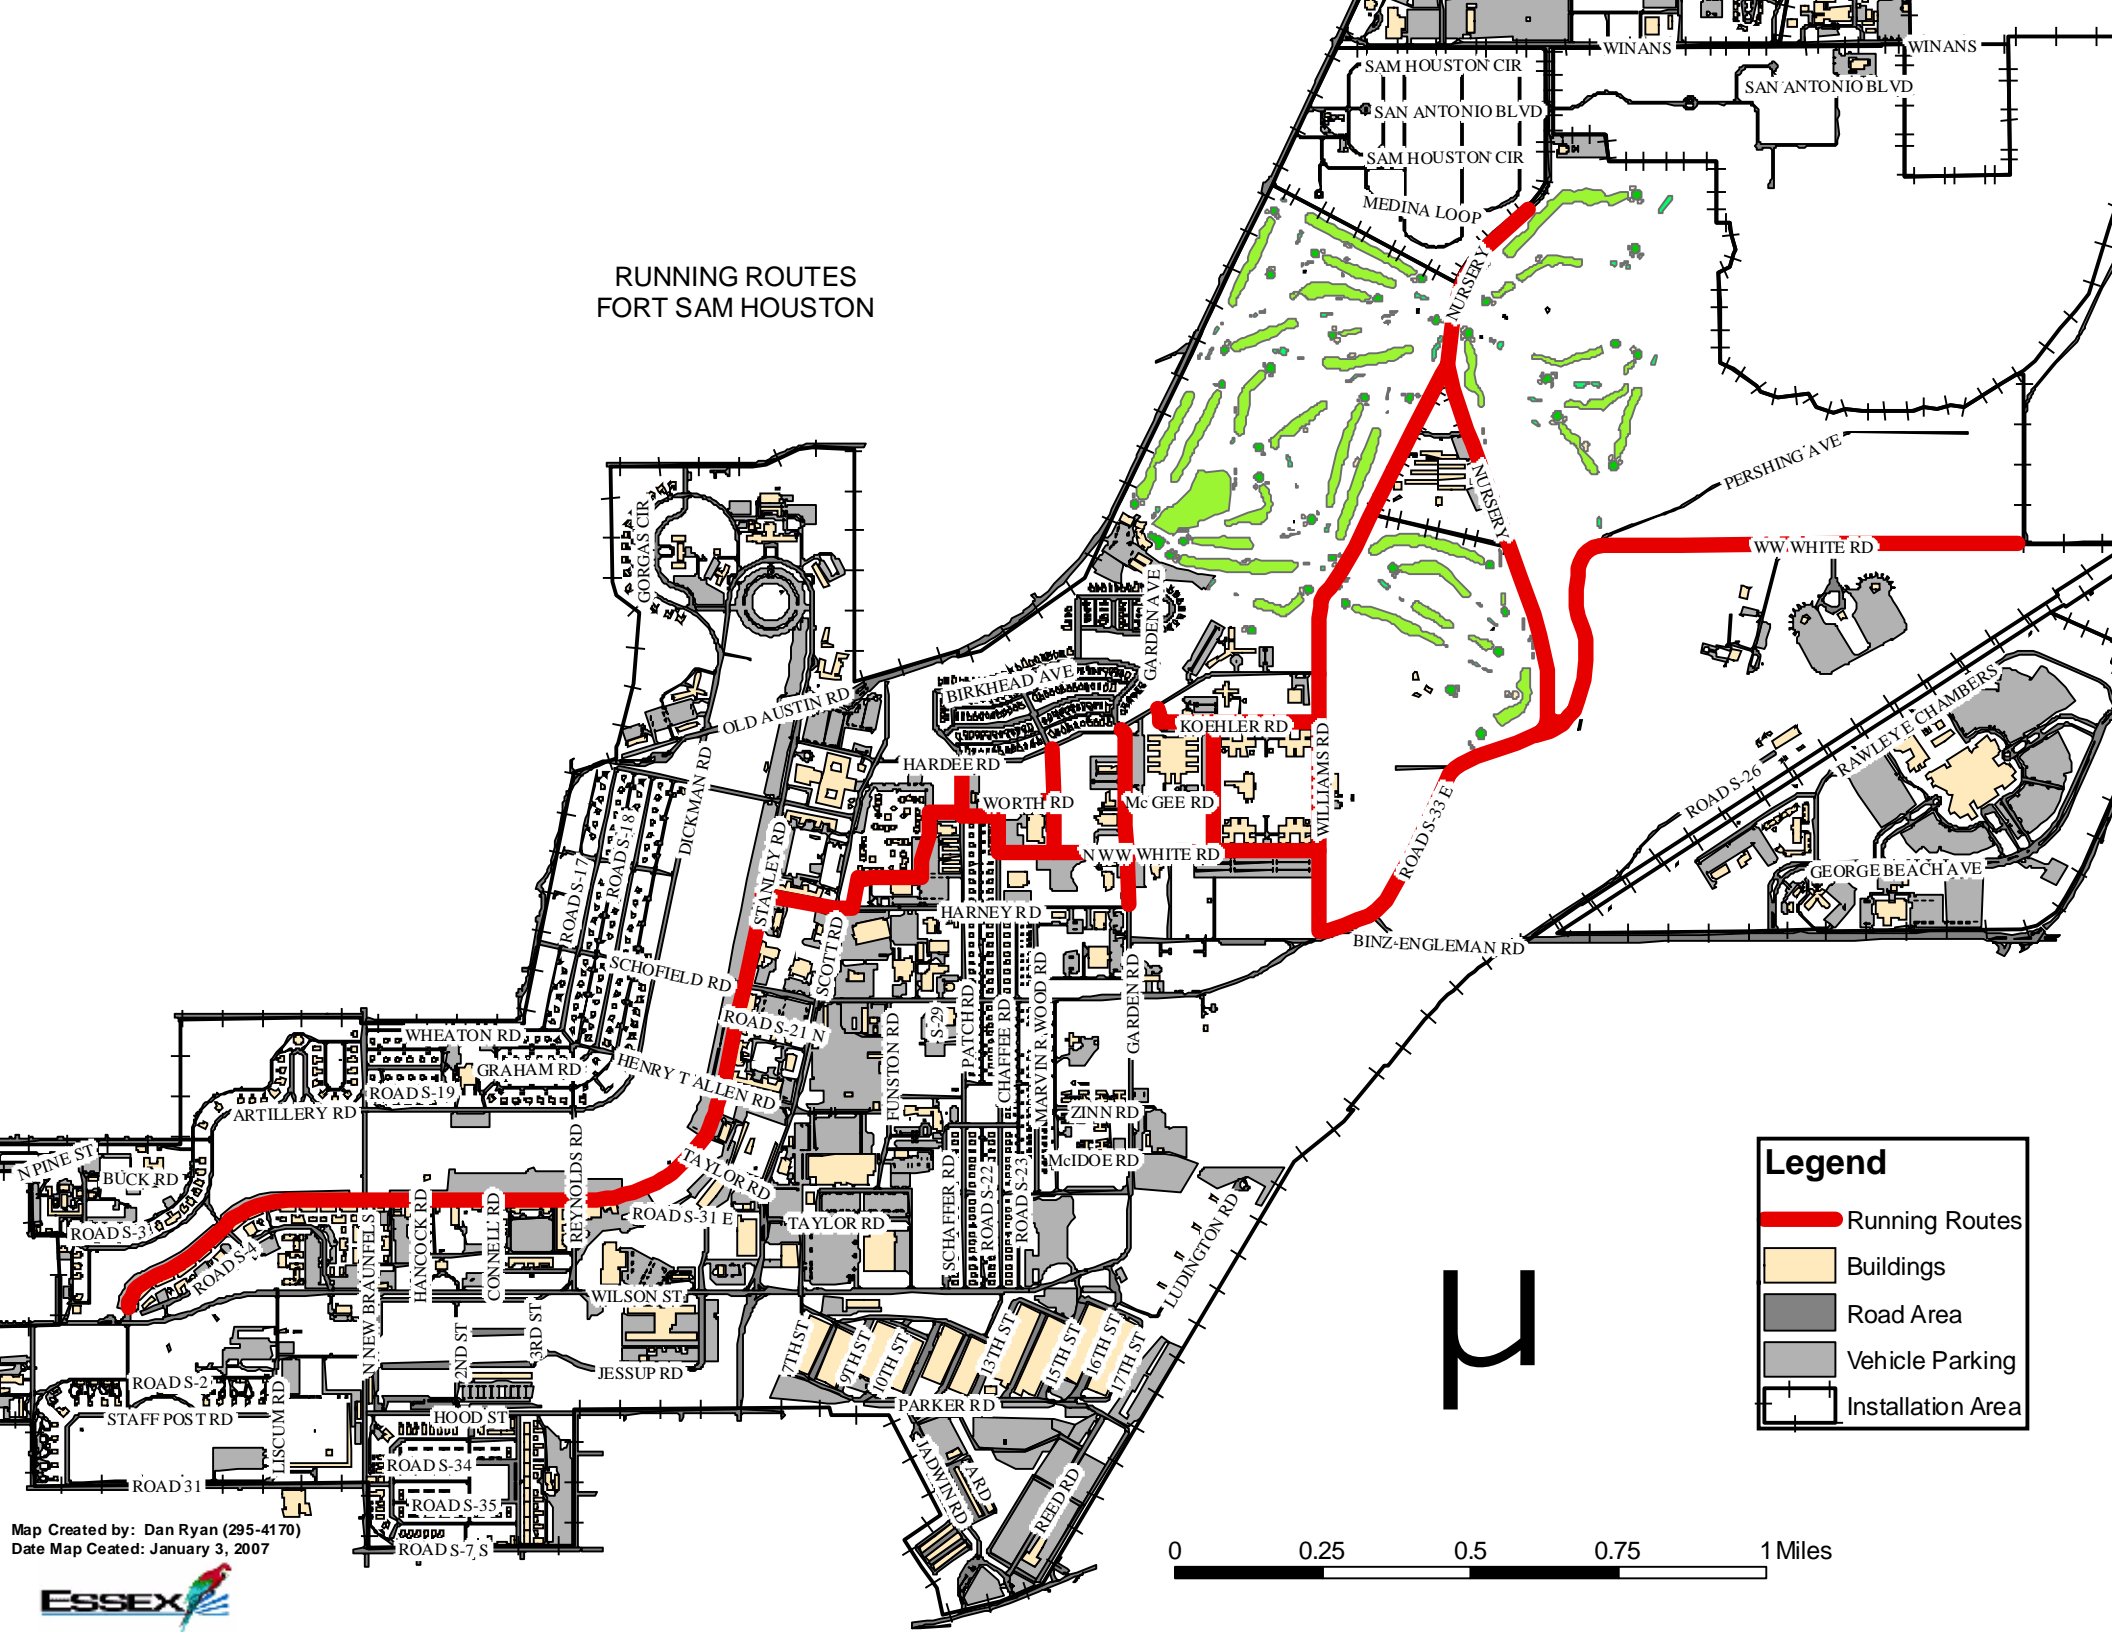 WINANS
WINANS
SAM HOUSTON CIR
SAN ANTONIO BLVD
SAN ANTONIO BLVD
SAM HOUSTON CIR
MEDINA LOOP
NURSERY
RUNNING ROUTES
FORT SAM HOUSTON
PERSHING AVE
NURSERY
GORGAS CIR
WW WHITE RD
GARDEN AVE
BIRKHEAD AVE
OLD AUSTIN RD
KOEHLER RD
RAWLEY E CHAMBERS
HARDEE RD
DICKMAN RD
WORTH RD
Mc GEE RD
WILLIAMS RD
ROAD S-26
ROAD S-18
STANLEY RD
ROAD S-33 E
N WW WHITE RD
GEORGE BEACH AVE
ROAD S-17
HARNEY RD
SCOTT RD
BINZ-ENGLEMAN RD
SCHOFIELD RD
ROAD S-21 N
S-29
PATCH RD
CHAFFEE RD
MARVIN R.WOOD RD
GARDEN RD
FUNSTON RD
WHEATON RD
GRAHAM RD
HENRY T ALLEN RD
ROAD S-19
ARTILLERY RD
ZINN RD
N PINE ST
BUCK RD
REYNOLDS RD
TAYLOR RD
McIDOE RD
ROAD S-3
ROAD S-4
N NEW BRAUNFELS
HANCOCK RD
CONNELL RD
ROAD S-31 E
TAYLOR RD
SCHAFFER RD
ROAD S-22
ROAD S-23
LUDINGTON RD
WILSON ST
2ND ST
3RD ST
JESSUP RD
7TH ST
9TH ST
10TH ST
13TH ST
15TH ST
16TH ST
17TH ST
ROAD S-2
LISCUM RD
STAFF POST RD
HOOD ST
PARKER RD
ROAD S-34
ROAD 31
JADWIN RD
ARD
REED RD
ROAD S-35
ROAD S-7 S
Legend
Running Routes
Buildings
Road Area
Vehicle Parking
Installation Area
µ
0 0.25 0.5 0.75 1 Miles
Map Created by: Dan Ryan (295-4170)
Date Map Ceated: January 3, 2007
ESSEX